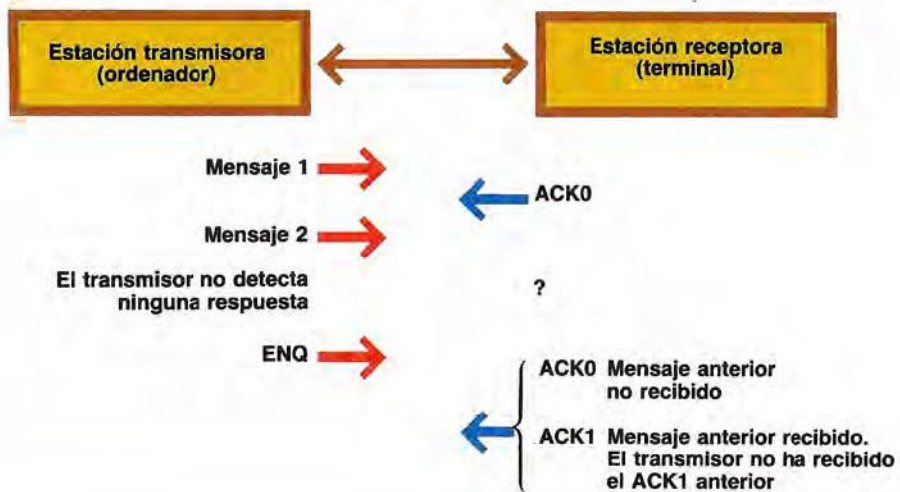 Estación transmisora
(ordenador)
Estación receptora
(terminal)
Mensaje 1
ACK0
Mensaje 2
El transmisor no detecta
ninguna respuesta
?
ENQ
ACK0 Mensaje anterior
no recibido
ACK1 Mensaje anterior recibido.
El transmisor no ha recibido
el ACK1 anterior